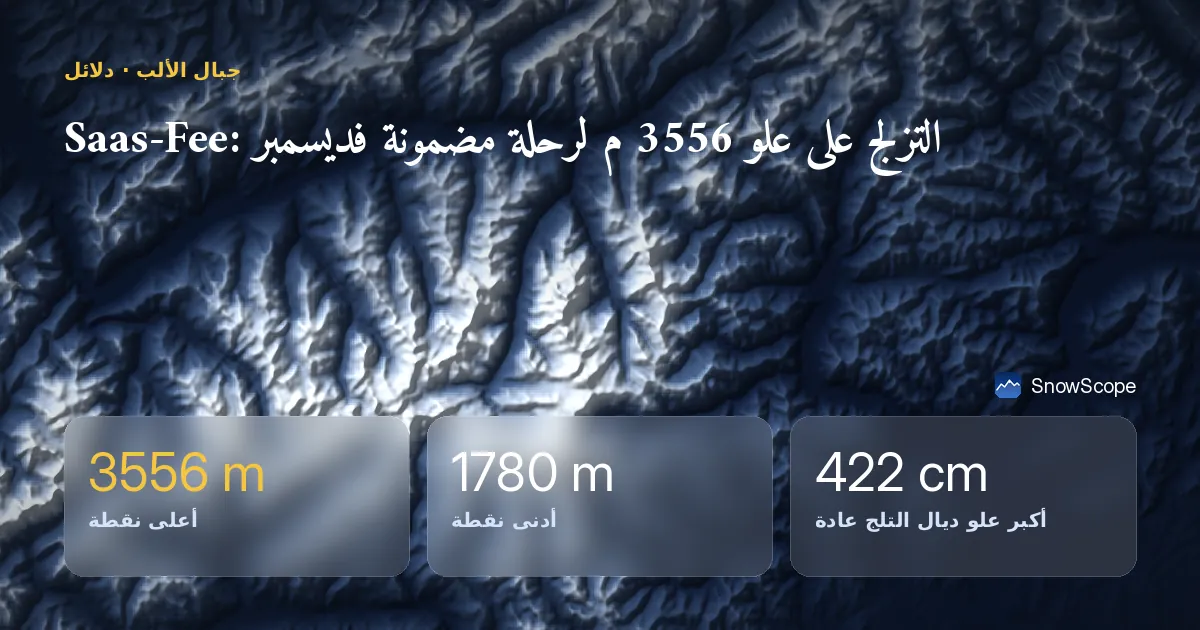 جبال الألب · دلائل
Saas-Fee: التزلج على علو 3556 م لرحلة مضمونة فديسمبر
SnowScope
3556 m
أعلى نقطة
1780 m
أدنى نقطة
422 cm
أكبر علو ديال التلج عادة